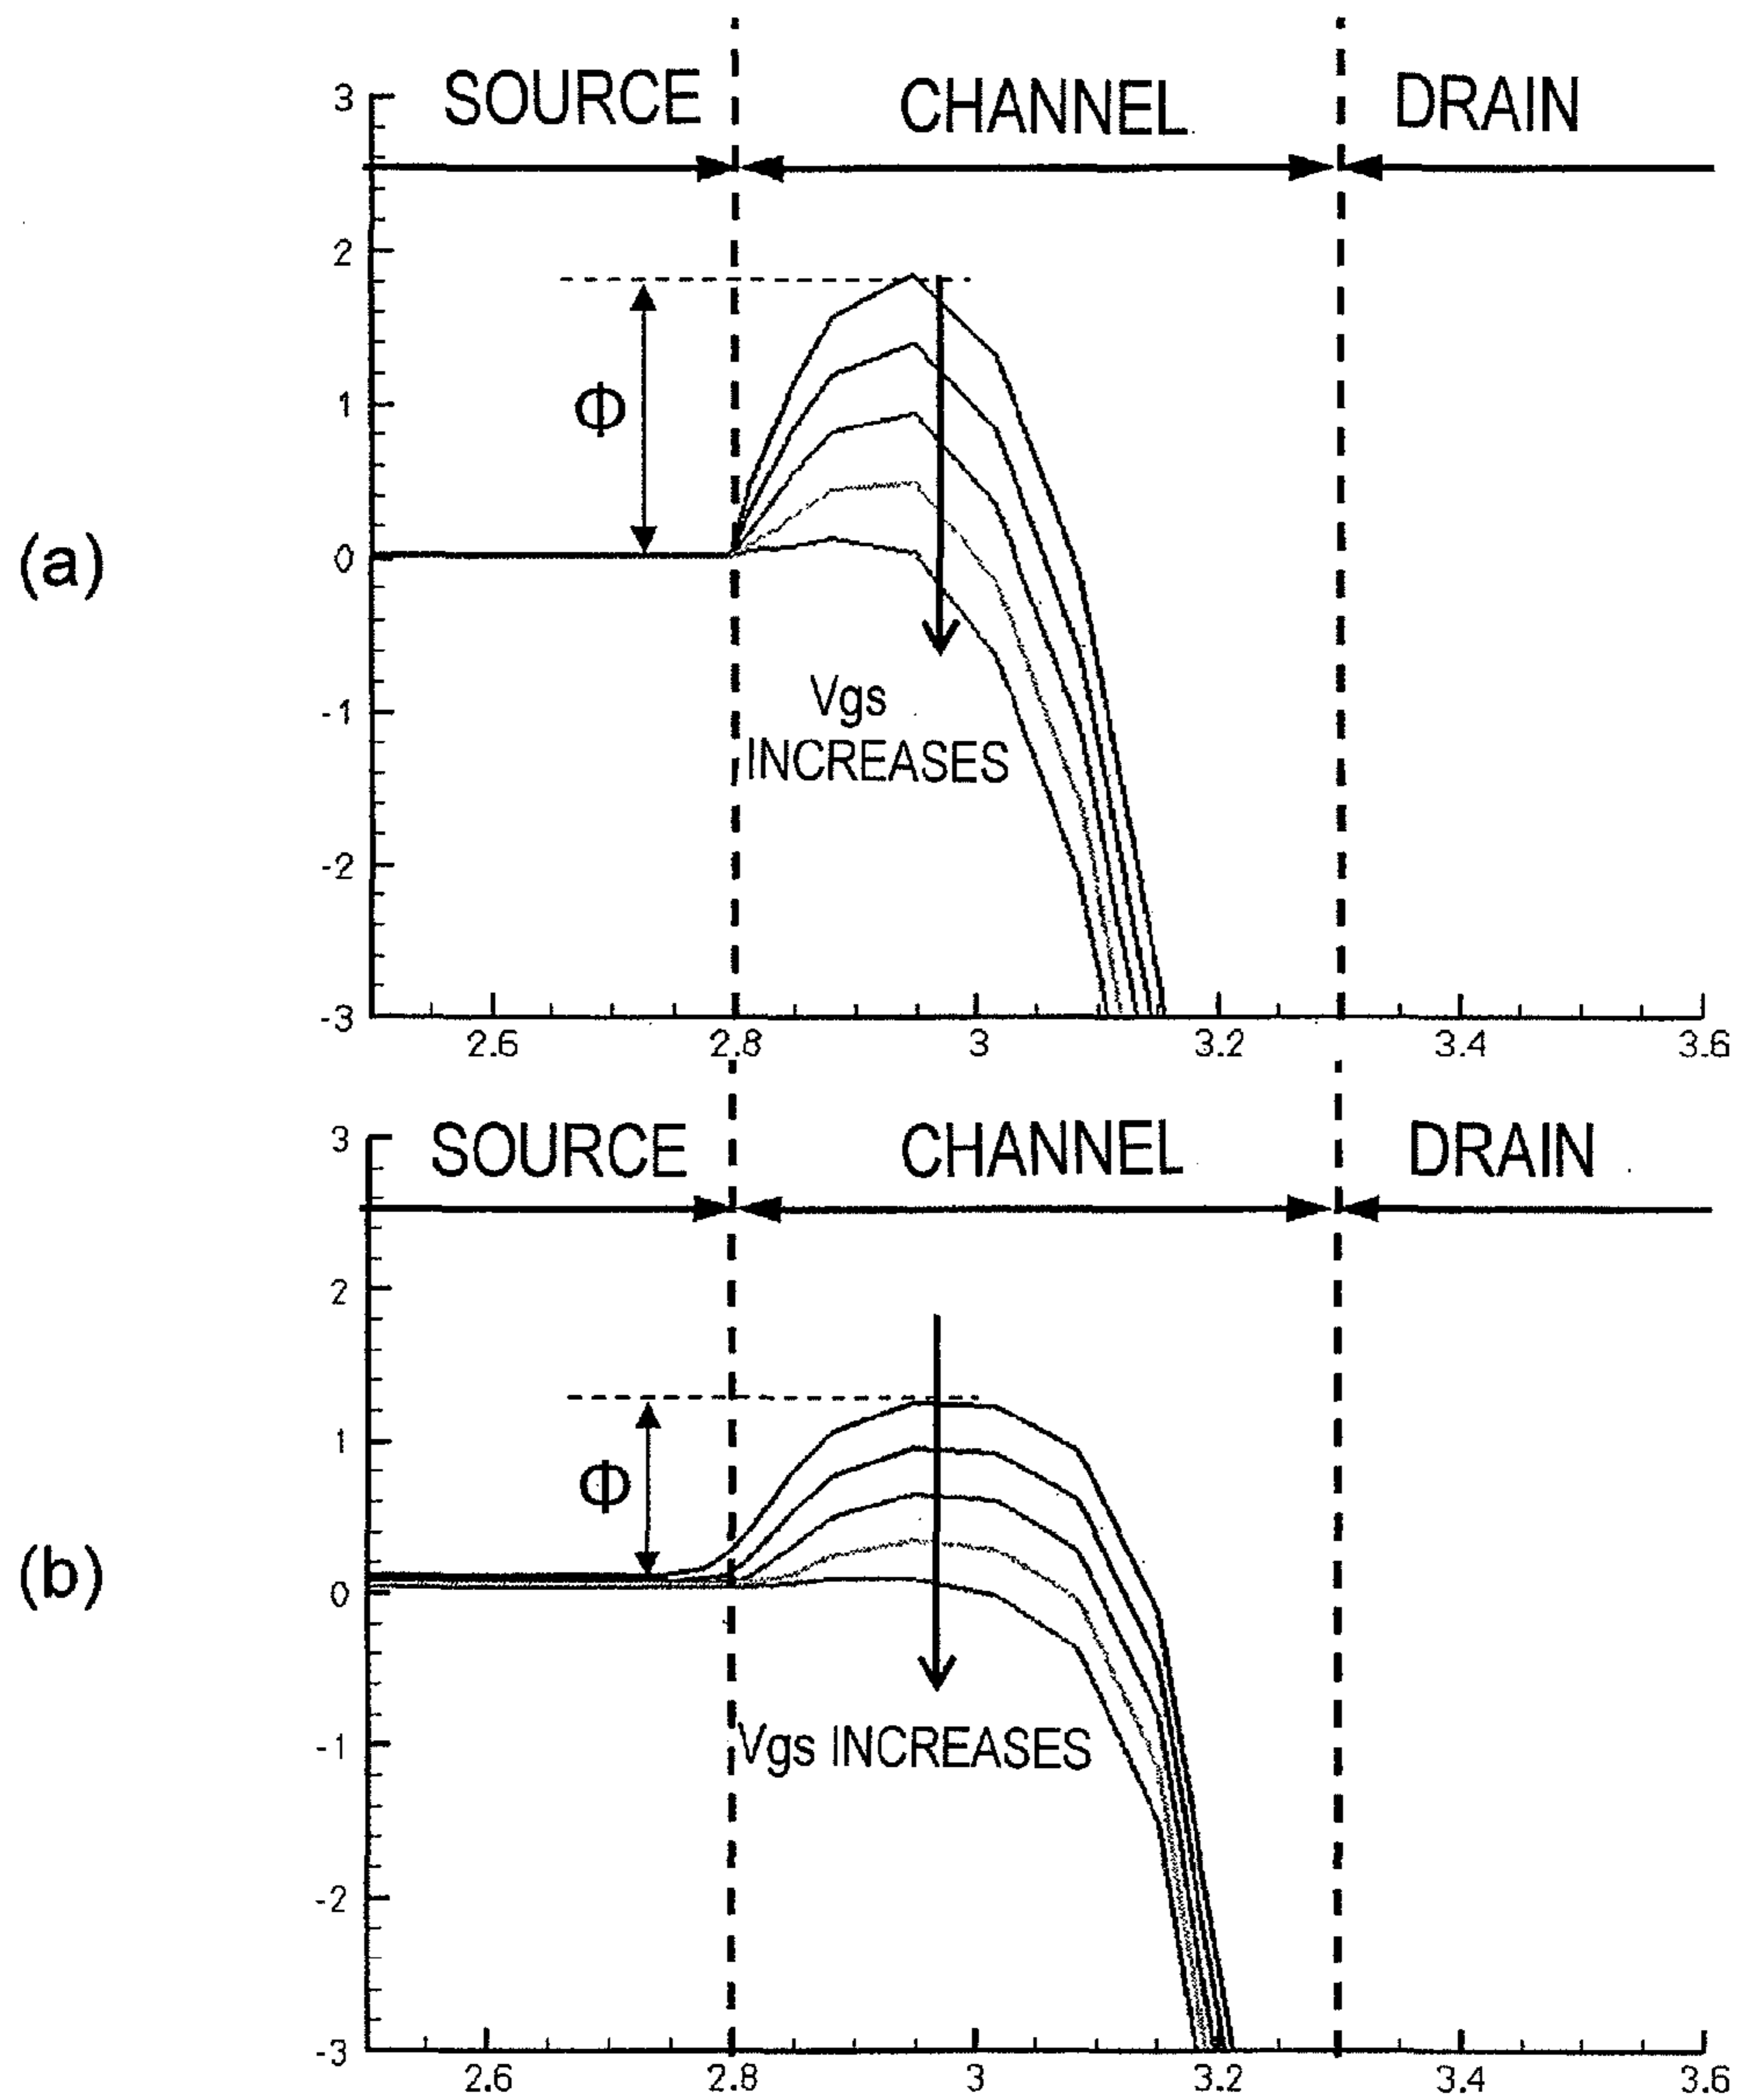 SOURCE CHANNEL DRAIN
3
2
1
Φ
(a)
0
Vgs
INCREASES
-1
-2
-3
2.6 2.8 3 3.2 3.4 3.6
SOURCE CHANNEL DRAIN
3
2
1
Φ
(b)
0
Vgs INCREASES
-1
-2
-3
2.6 2.8 3 3.2 3.4 3.6